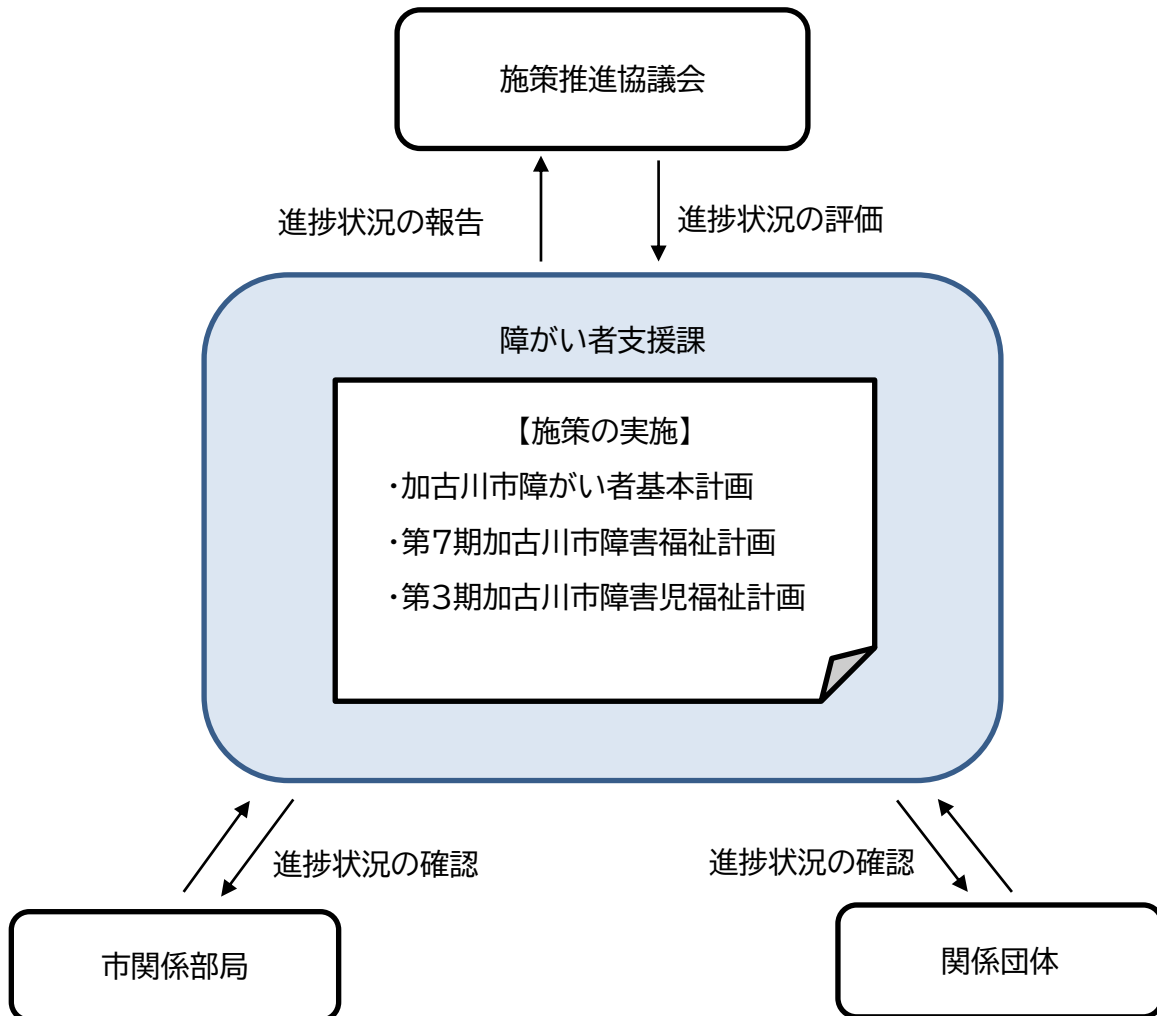 施策推進協議会
進捗状況の報告
進捗状況の評価
障がい者支援課
【施策の実施】
・加古川市障がい者基本計画
・第7期加古川市障害福祉計画
・第3期加古川市障害児福祉計画
進捗状況の確認
進捗状況の確認
市関係部局
関係団体